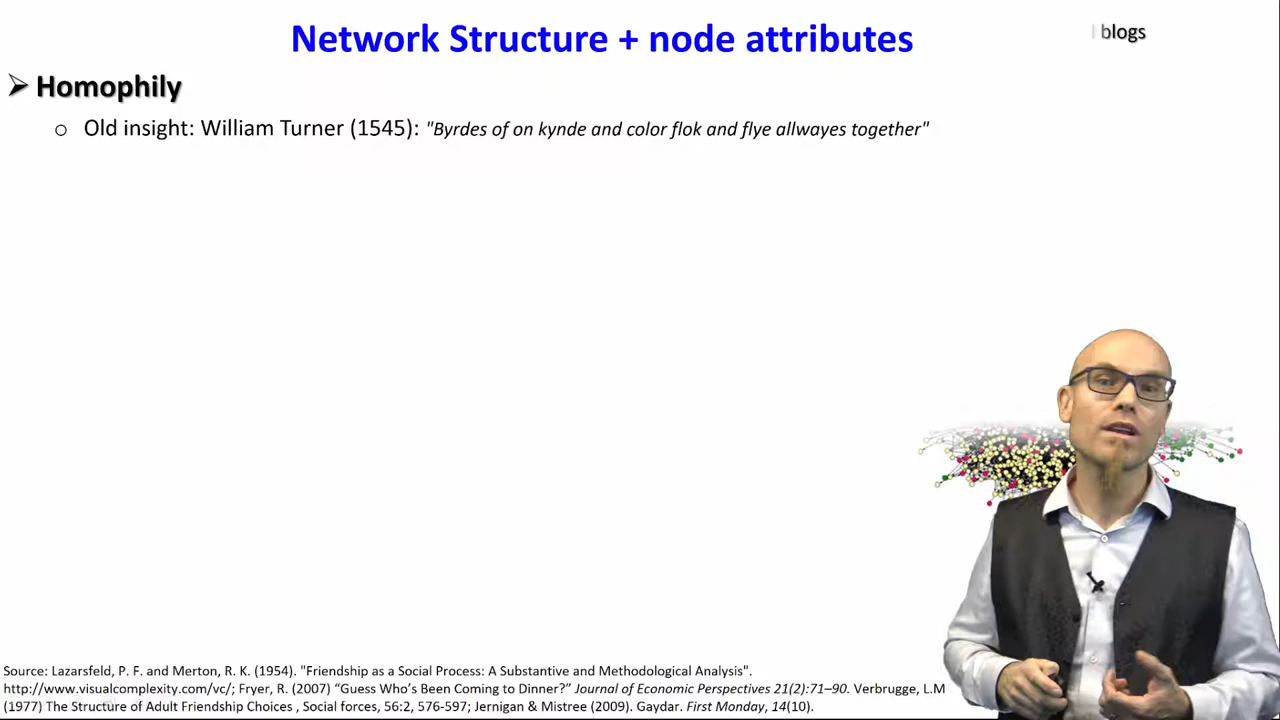 Network Structure + node attributes
blogs
➢ Homophily
o Old insight: William Turner (1545): "Byrdes of on kynde and color flok and flye allwayes together"
Source: Lazarsfeld, P. F. and Merton, R. K. (1954). "Friendship as a Social Process: A Substantive and Methodological Analysis".
http://www.visualcomplexity.com/vc/; Fryer, R. (2007) “Guess Who’s Been Coming to Dinner?” Journal of Economic Perspectives 21(2):71–90. Verbrugge, L.M
(1977) The Structure of Adult Friendship Choices , Social forces, 56:2, 576-597; Jernigan & Mistree (2009). Gaydar. First Monday, 14(10).